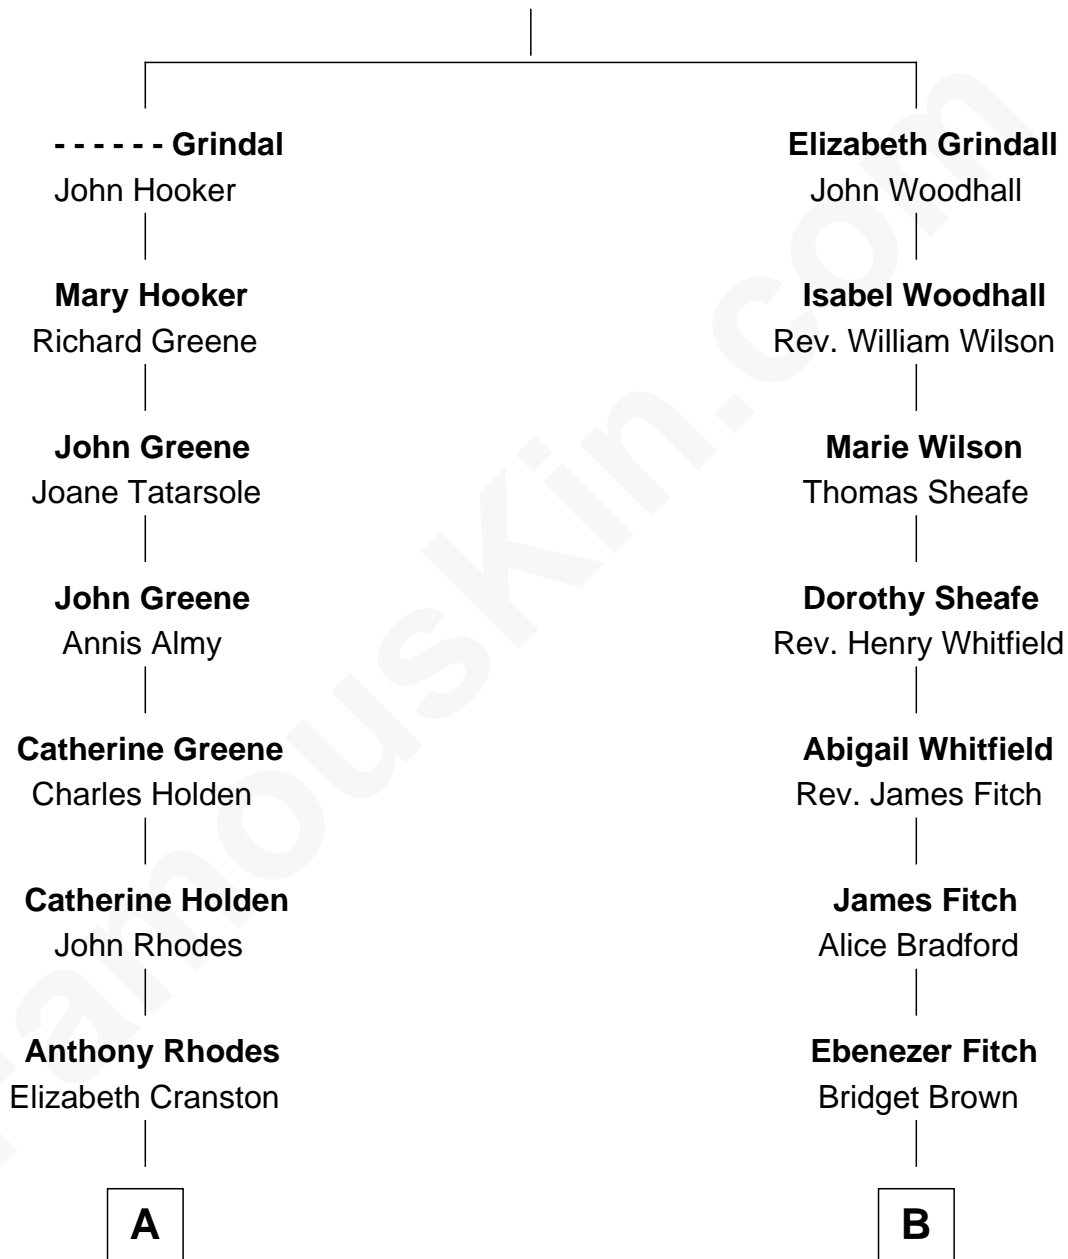 - - - - - - Grindal
John Hooker
Mary Hooker
Richard Greene
John Greene
Joane Tatarsole
John Greene
Annis Almy
Catherine Greene
Charles Holden
Catherine Holden
John Rhodes
Anthony Rhodes
Elizabeth Cranston
A
Elizabeth Grindall
John Woodhall
Isabel Woodhall
Rev. William Wilson
Marie Wilson
Thomas Sheafe
Dorothy Sheafe
Rev. Henry Whitfield
Abigail Whitfield
Rev. James Fitch
James Fitch
Alice Bradford
Ebenezer Fitch
Bridget Brown
B
FamousKin.com